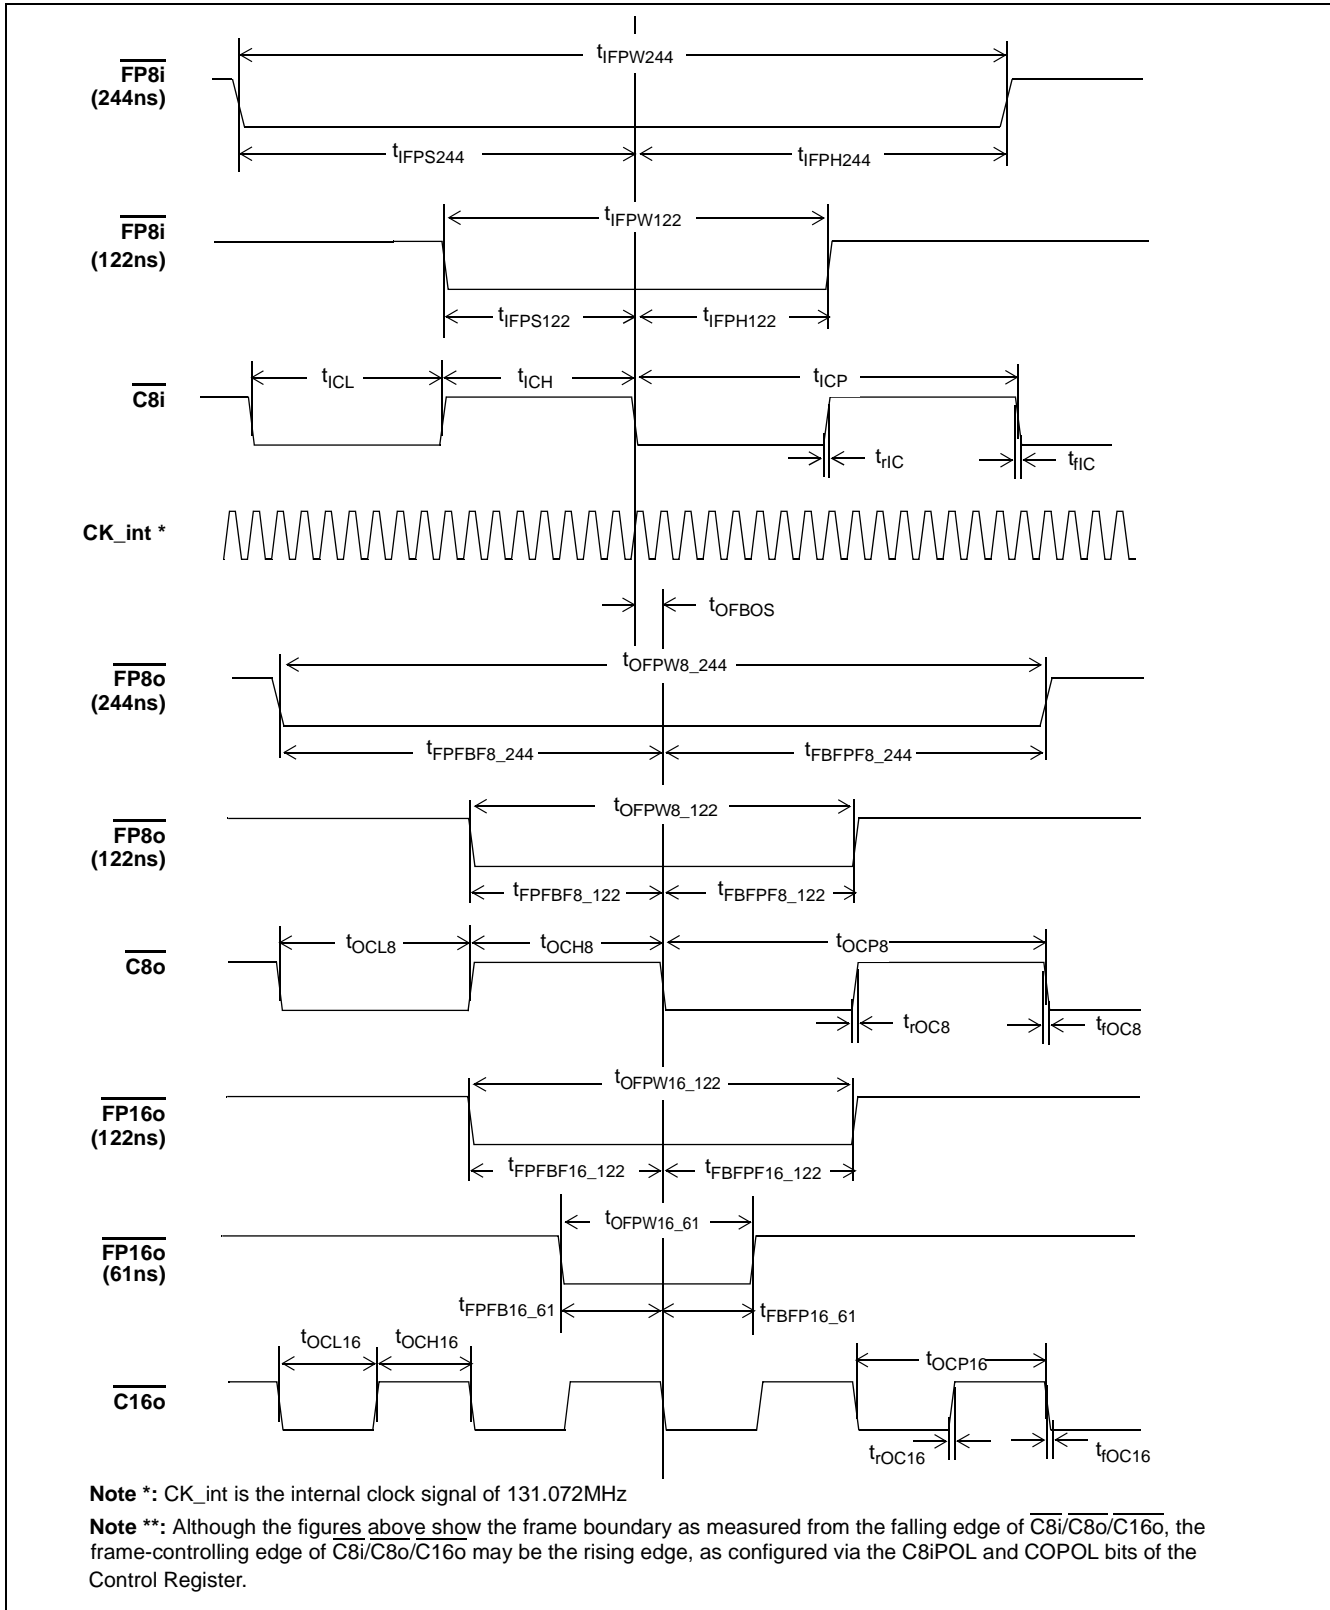 tIFPW244
FP8i
(244ns)
tIFPS244
tIFPH244
FP8i
(122ns)
tIFPW122
tIFPS122
tIFPH122
tICL
tICH
tICP
C8i
trIC
tfIC
CK_int *
tOFBOS
tOFPW8_244
FP8o
(244ns)
tFPFBF8_244
tFBFPF8_244
tOFPW8_122
FP8o
(122ns)
tFPFBF8_122
tFBFPF8_122
tOCL8
tOCH8
tOCP8
C8o
trOC8
tfOC8
tOFPW16_122
FP16o
(122ns)
tFPFBF16_122
tFBFPF16_122
tOFPW16_61
FP16o
(61ns)
tFPFB16_61
tFBFP16_61
tOCL16
tOCH16
tOCP16
C16o
trOC16
tfOC16
Note *: CK_int is the internal clock signal of 131.072MHz
Note **: Although the figures above show the frame boundary as measured from the falling edge of C8i/C8o/C16o, the
frame-controlling edge of C8i/C8o/C16o may be the rising edge, as configured via the C8iPOL and COPOL bits of the
Control Register.